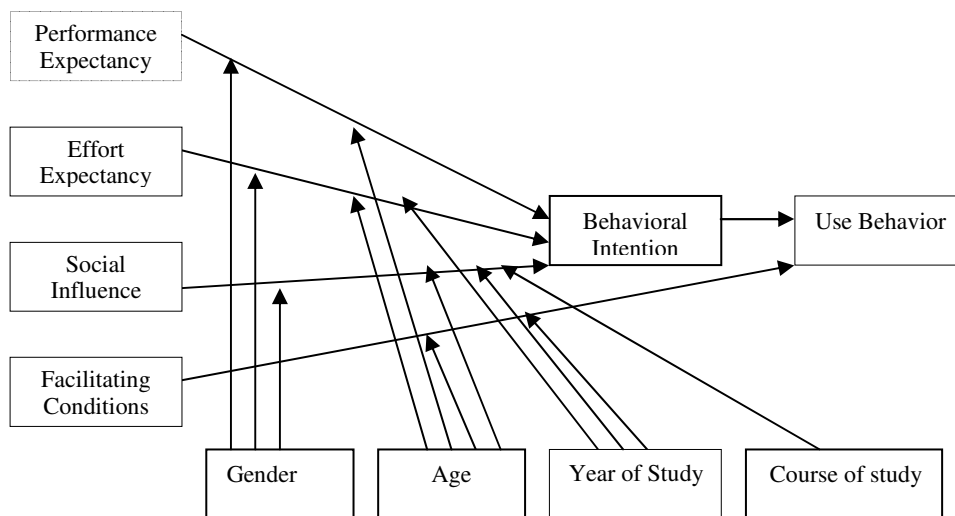 Performance
Expectancy
Effort
Expectancy
Social
Influence
Facilitating
Conditions
Behavioral
Intention
Use Behavior
Gender
Age
Year of Study
Course of study